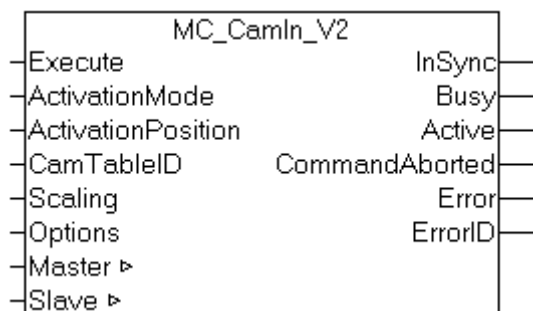 MC_CamIn_V2
Execute InSync
ActivationMode Busy
ActivationPosition Active
CamTableID CommandAborted
Scaling Error
Options ErrorID
Master ▹
Slave ▹